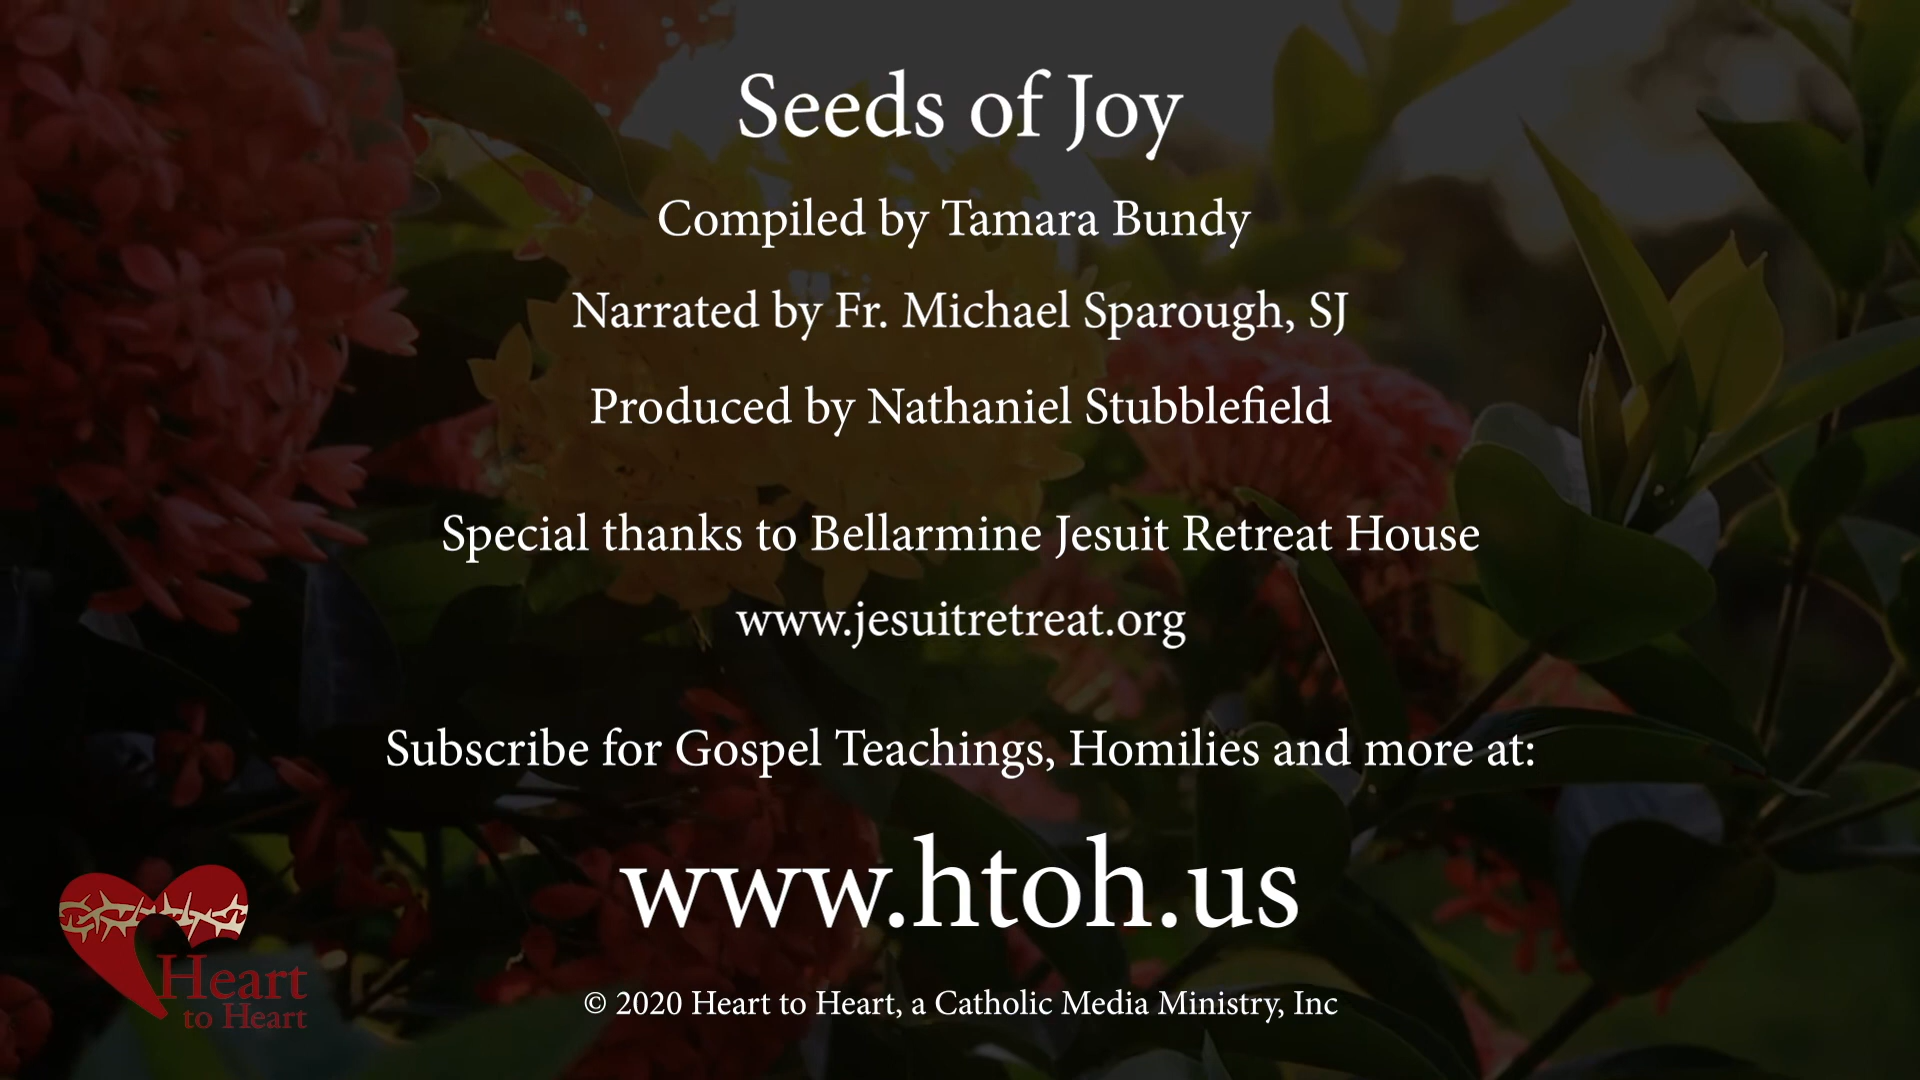 Seeds of Joy
Compiled by Tamara Bundy
Narrated by Fr. Michael Sparough, SJ
Produced by Nathaniel Stubblefield
Special thanks to Bellarmine Jesuit Retreat House
www.jesuitretreat.org
Subscribe for Gospel Teachings, Homilies and more at:
www.htoh.us
Heart
to Heart
© 2020 Heart to Heart, a Catholic Media Ministry, Inc